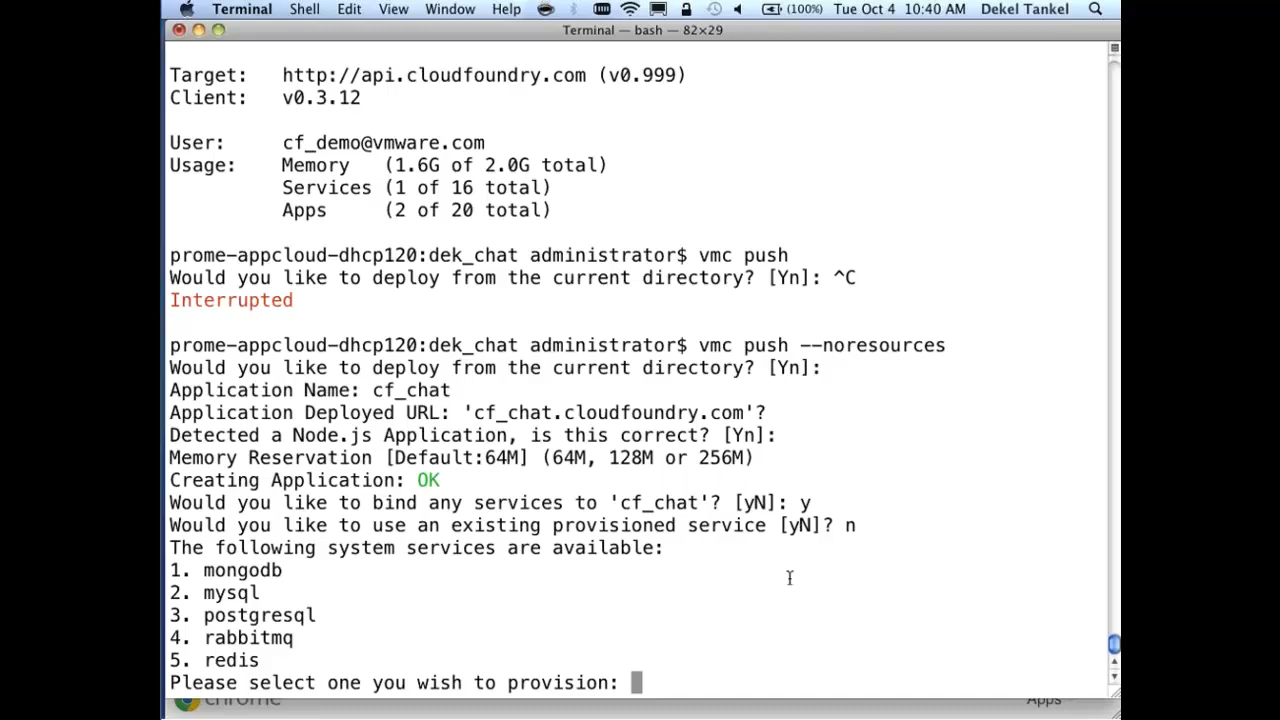 Terminal Shell Edit View Window Help (100%) Tue Oct 4 10:40 AM Dekel Tankel
Terminal — bash — 82×29
Target: http://api.cloudfoundry.com (v0.999)
Client: v0.3.12
User: cf_demo@vmware.com
Usage: Memory (1.6G of 2.0G total)
Services (1 of 16 total)
Apps (2 of 20 total)
prome-appcloud-dhcp120:dek_chat administrator$ vmc push
Would you like to deploy from the current directory? [Yn]: ^C
Interrupted
prome-appcloud-dhcp120:dek_chat administrator$ vmc push --noresources
Would you like to deploy from the current directory? [Yn]:
Application Name: cf_chat
Application Deployed URL: 'cf_chat.cloudfoundry.com'?
Detected a Node.js Application, is this correct? [Yn]:
Memory Reservation [Default:64M] (64M, 128M or 256M)
Creating Application: OK
Would you like to bind any services to 'cf_chat'? [yN]: y
Would you like to use an existing provisioned service [yN]? n
The following system services are available:
1. mongodb
2. mysql
3. postgresql
4. rabbitmq
5. redis
Please select one you wish to provision:
chrome Apps